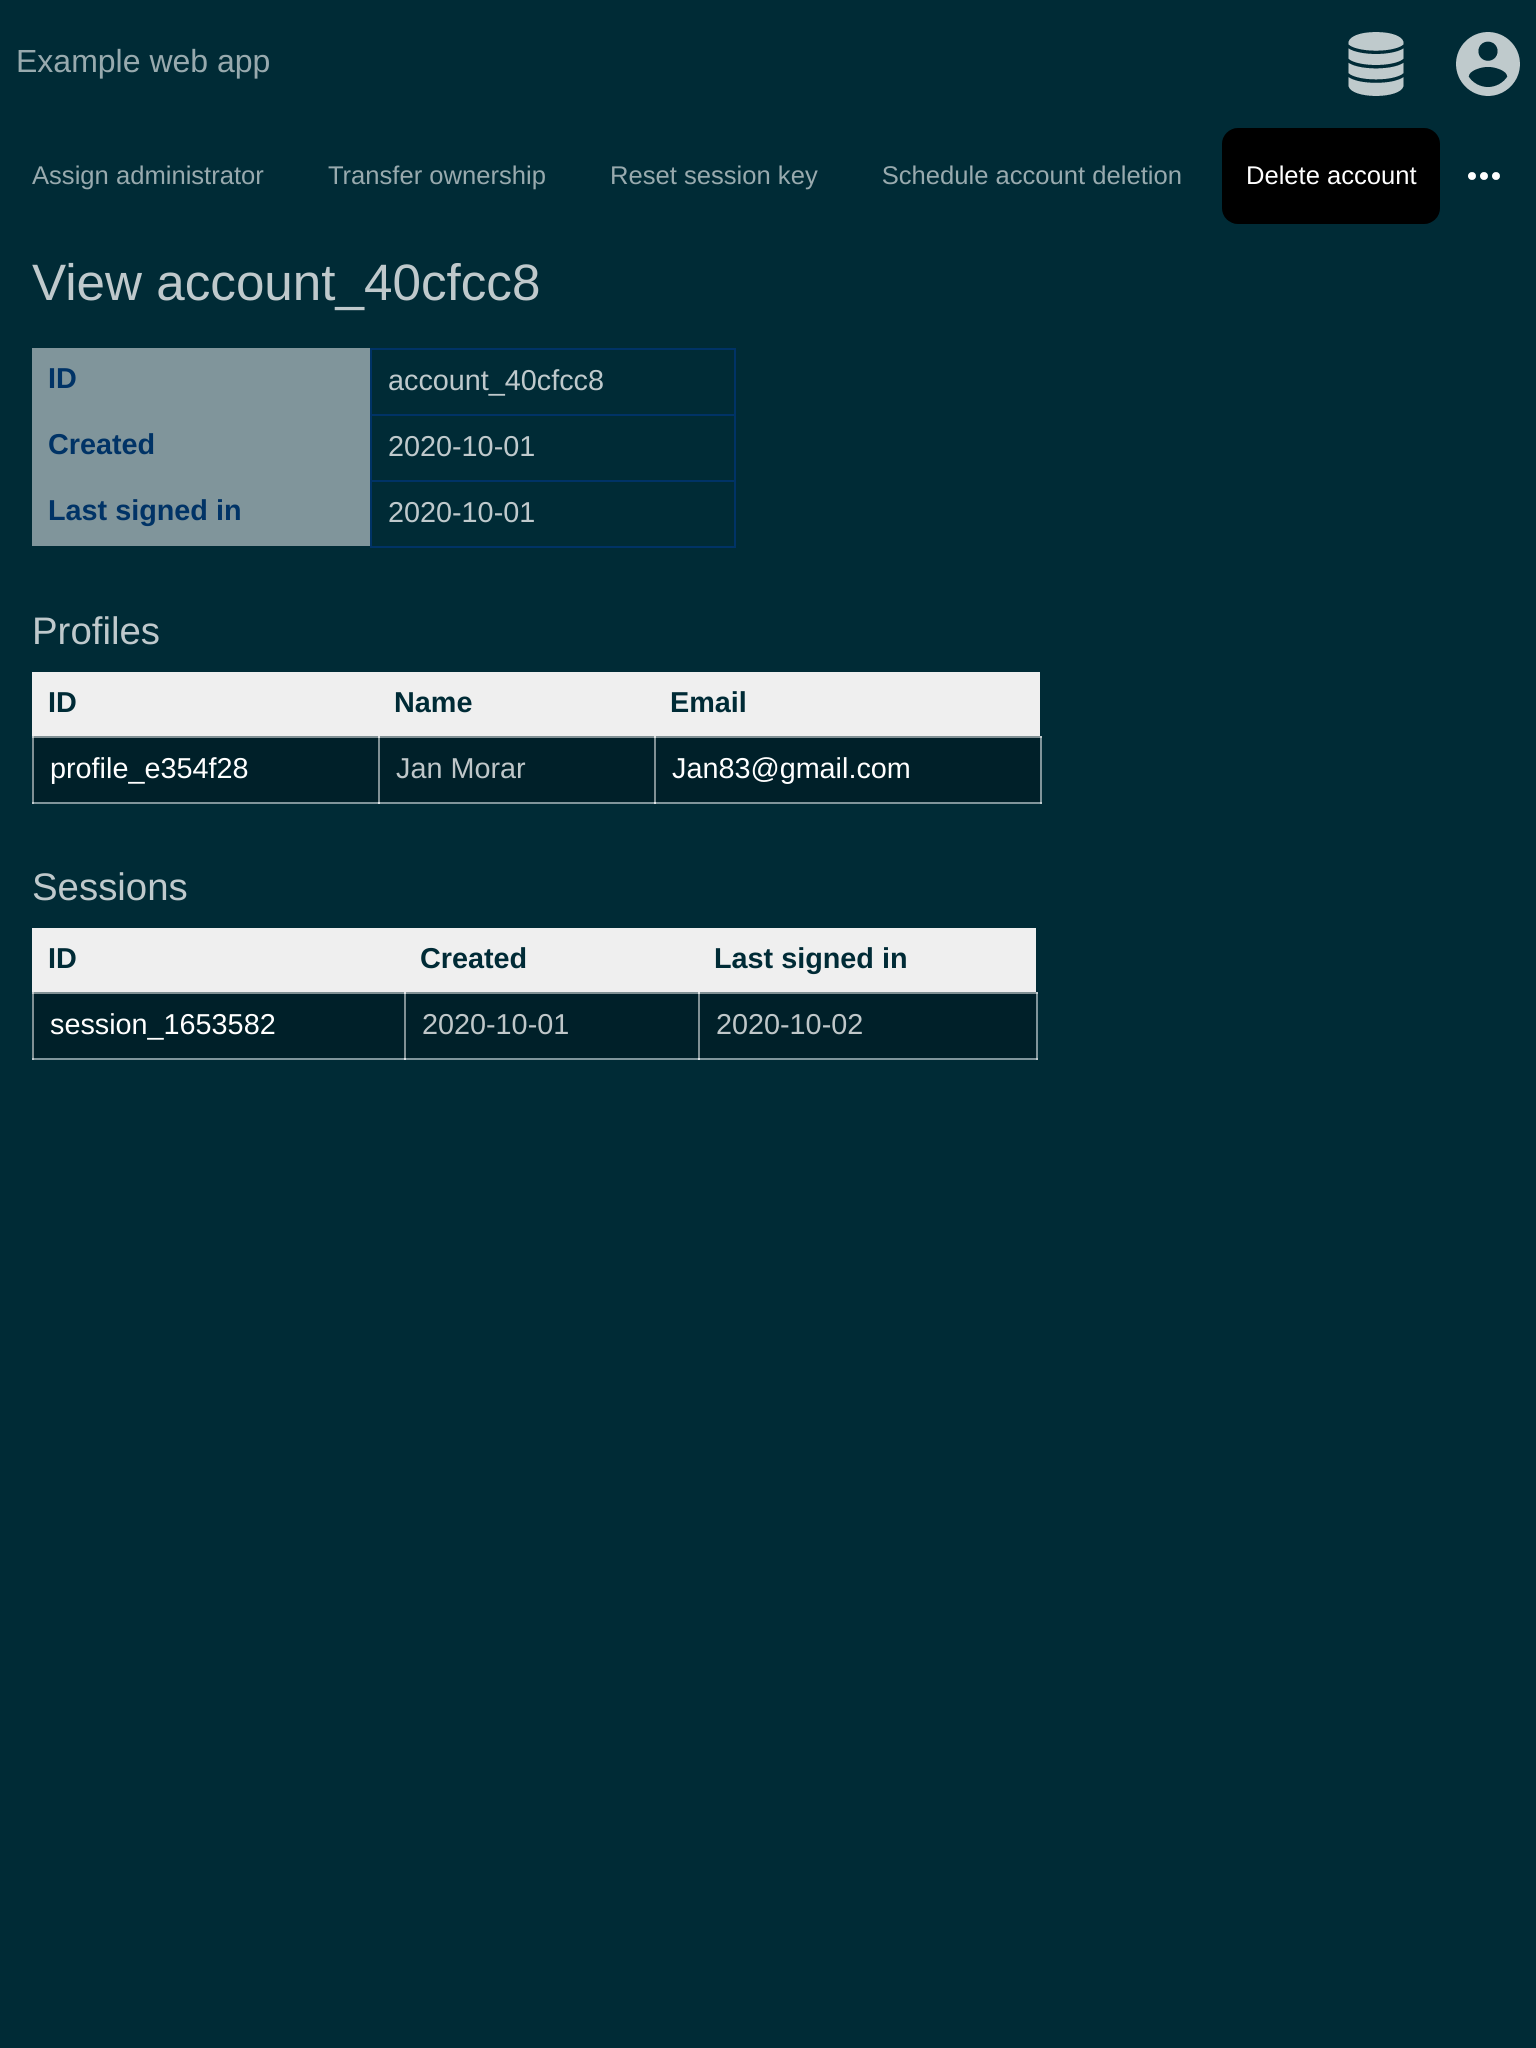 Example web app
Assign administrator Transfer ownership Reset session key Schedule account deletion Delete account
View account_40cfcc8
ID account_40cfcc8
Created 2020-10-01
Last signed in 2020-10-01
Profiles
ID Name Email
profile_e354f28 Jan Morar Jan83@gmail.com
Sessions
ID Created Last signed in
session_1653582 2020-10-01 2020-10-02